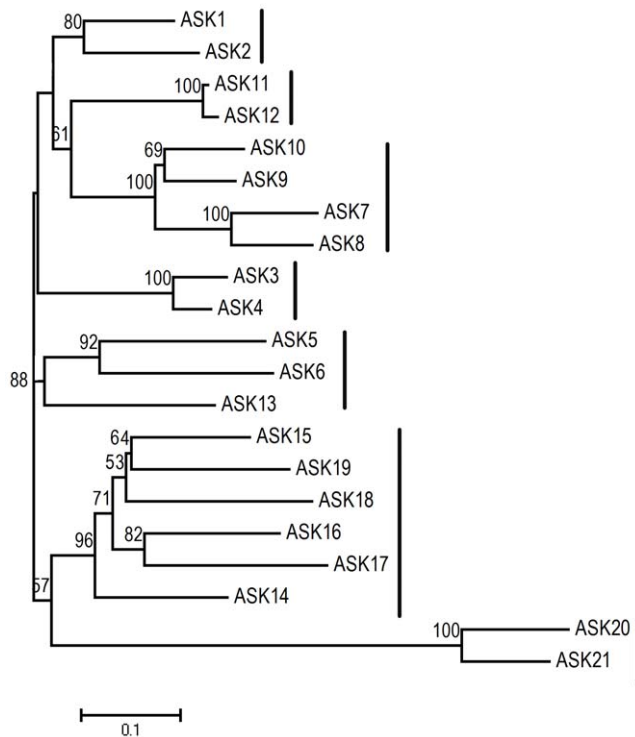 80
ASK1
ASK2
100
ASK11
ASK12
61
69
ASK10
100
ASK9
100
ASK7
ASK8
100
ASK3
ASK4
92
ASK5
ASK6
88
ASK13
64
ASK15
53
ASK19
71
ASK18
96
82
ASK16
ASK17
57
ASK14
100
ASK20
ASK21
0.1